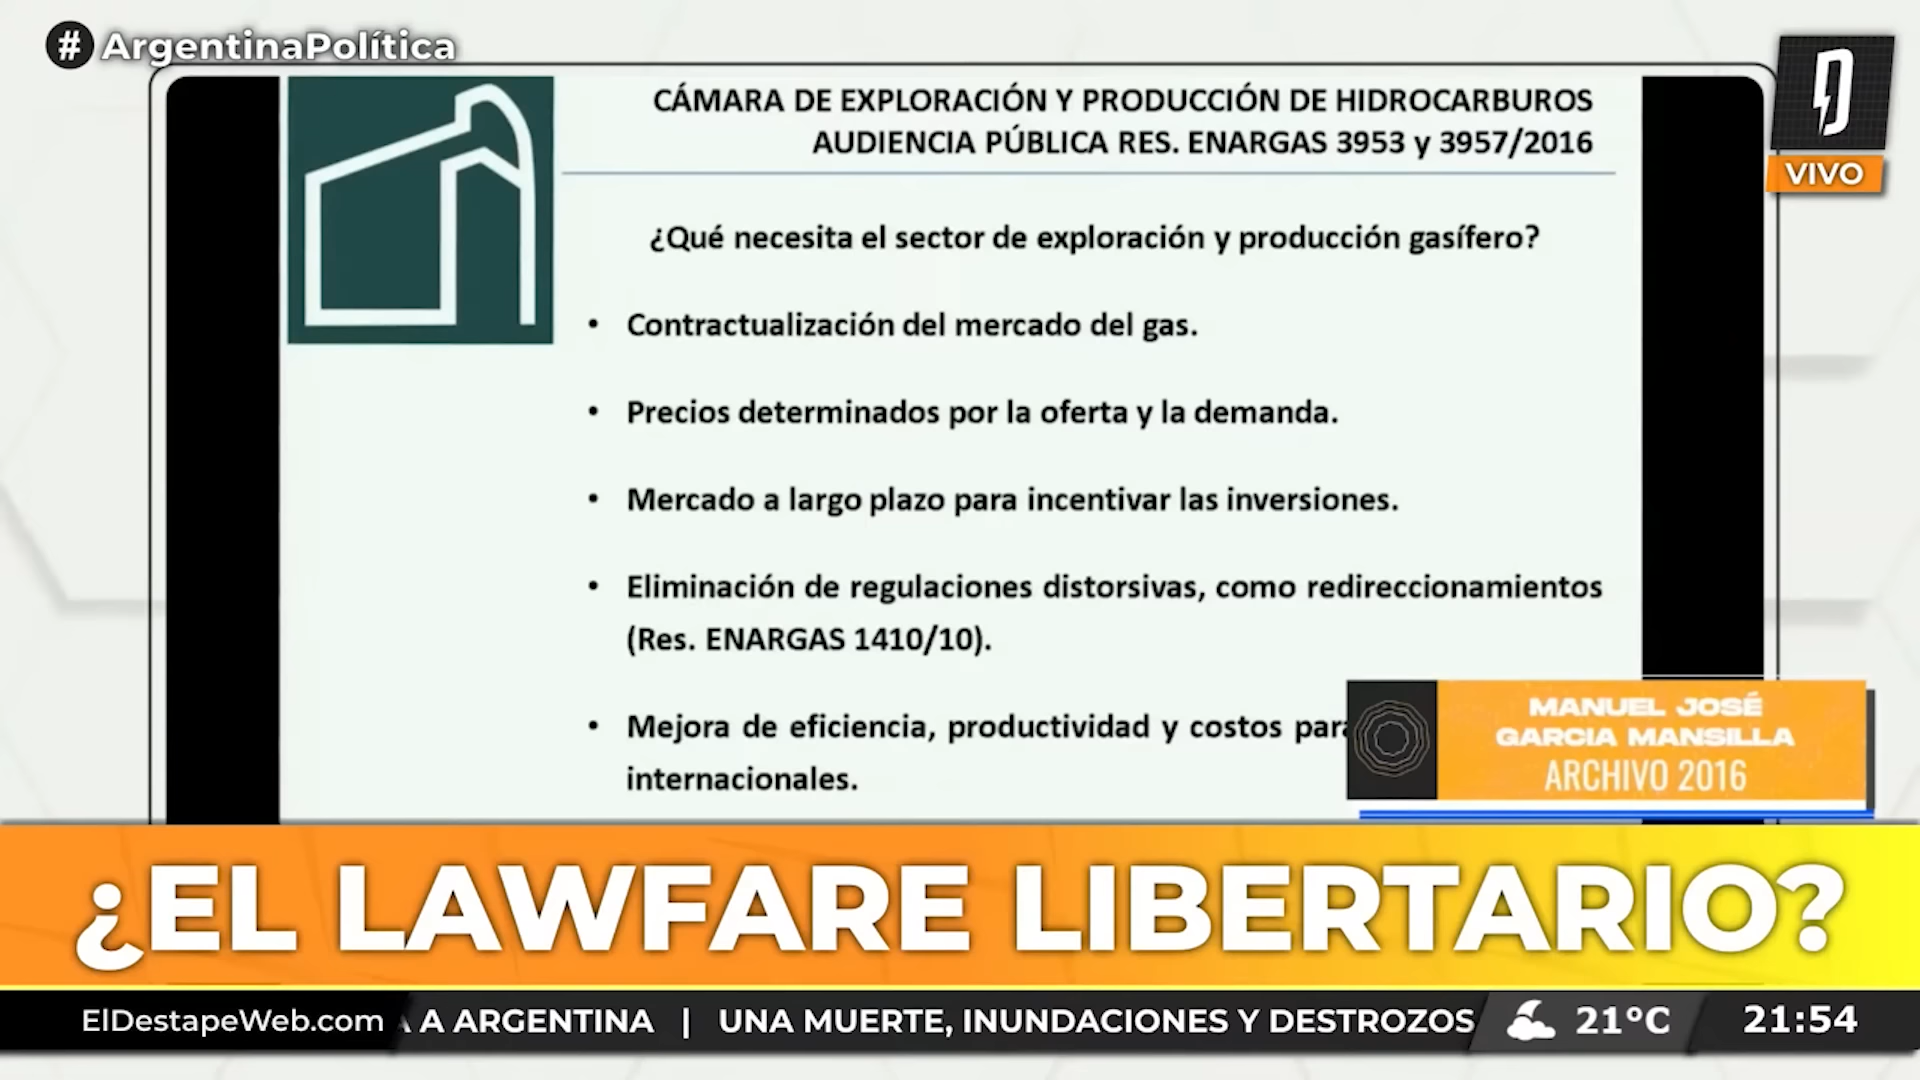 # ArgentinaPolítica
CÁMARA DE EXPLORACIÓN Y PRODUCCIÓN DE HIDROCARBUROS
AUDIENCIA PÚBLICA RES. ENARGAS 3953 y 3957/2016
VIVO
¿Qué necesita el sector de exploración y producción gasífero?
• Contractualización del mercado del gas.
• Precios determinados por la oferta y la demanda.
• Mercado a largo plazo para incentivar las inversiones.
• Eliminación de regulaciones distorsivas, como redireccionamientos
(Res. ENARGAS 1410/10).
• Mejora de eficiencia, productividad y costos
internacionales.
MANUEL JOSÉ
GARCIA MANSILLA
ARCHIVO 2016
¿EL LAWFARE LIBERTARIO?
ElDestapeWeb.com A ARGENTINA | UNA MUERTE, INUNDACIONES Y DESTROZOS 21°C 21:54